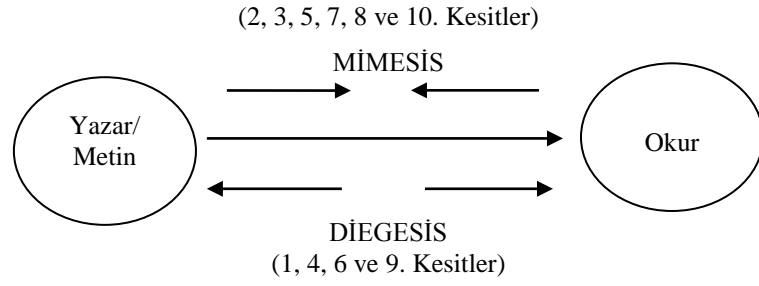 (2, 3, 5, 7, 8 ve 10. Kesitler)
MİMESİS
Yazar/
Metin
Okur
DİEGESİS
(1, 4, 6 ve 9. Kesitler)